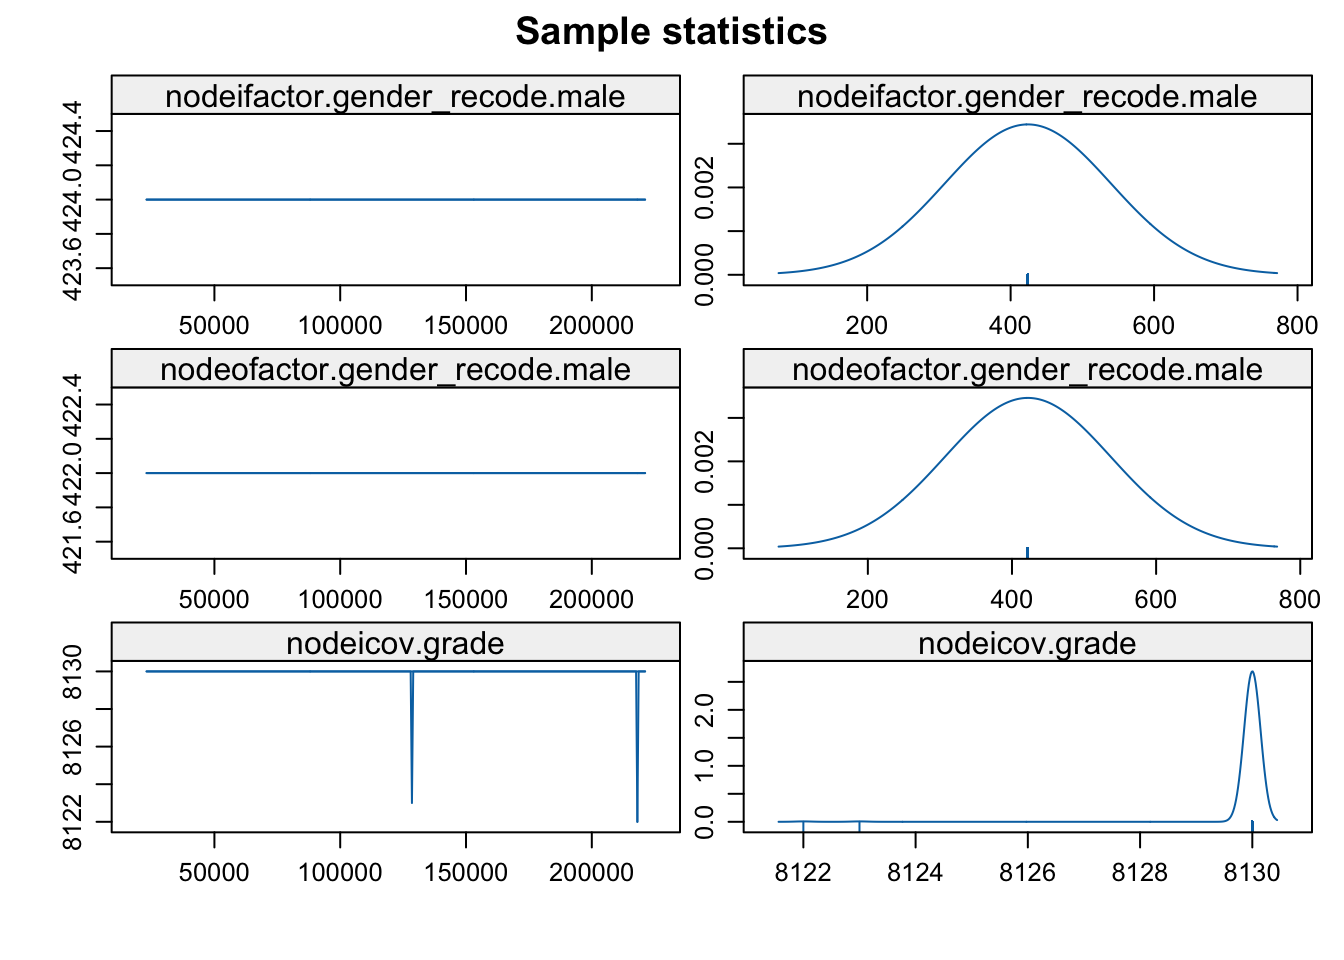 Sample statistics
nodeifactor.gender_recode.male
423.6 424.0 424.4
50000 100000 150000 200000
nodeifactor.gender_recode.male
0.000 0.002
200 400 600 800
nodeofactor.gender_recode.male
421.6 422.0 422.4
50000 100000 150000 200000
nodeofactor.gender_recode.male
0.000 0.002
200 400 600 800
nodeicov.grade
8122 8126 8130
50000 100000 150000 200000
nodeicov.grade
0.0 1.0 2.0
8122 8124 8126 8128 8130